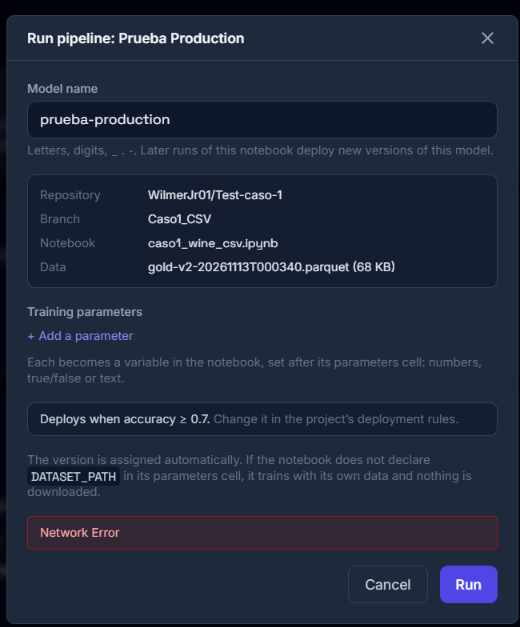 Run pipeline: Prueba Production
Model name
prueba-production
Letters, digits, _ . -. Later runs of this notebook deploy new versions of this model.
Repository WilmerJr01/Test-caso-1
Branch Caso1_CSV
Notebook caso1_wine_csv.ipynb
Data gold-v2-20261113T000340.parquet (68 KB)
Training parameters
+ Add a parameter
Each becomes a variable in the notebook, set after its parameters cell: numbers,
true/false or text.
Deploys when accuracy ≥ 0.7. Change it in the project's deployment rules.
The version is assigned automatically. If the notebook does not declare
DATASET_PATH in its parameters cell, it trains with its own data and nothing is
downloaded.
Network Error
Cancel Run